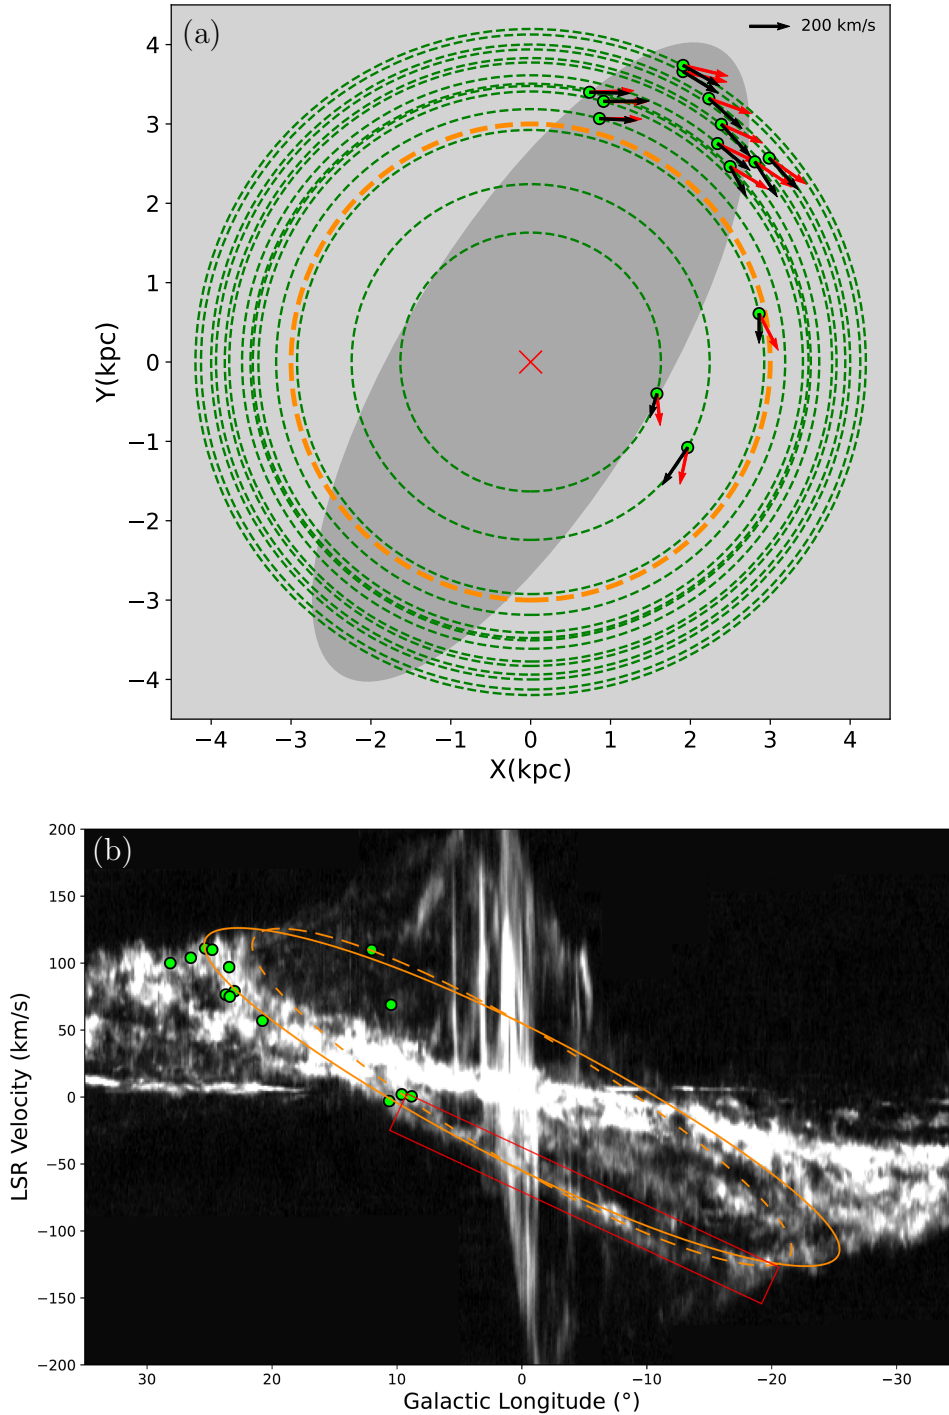 (a)
200 km/s
4
3
2
1
0
−1
−2
−3
−4
Y(kpc)
−4 −3 −2 −1 0 1 2 3 4
X(kpc)
(b)
200
150
100
50
0
−50
−100
−150
−200
LSR Velocity (km/s)
30 20 10 0 −10 −20 −30
Galactic Longitude (°)